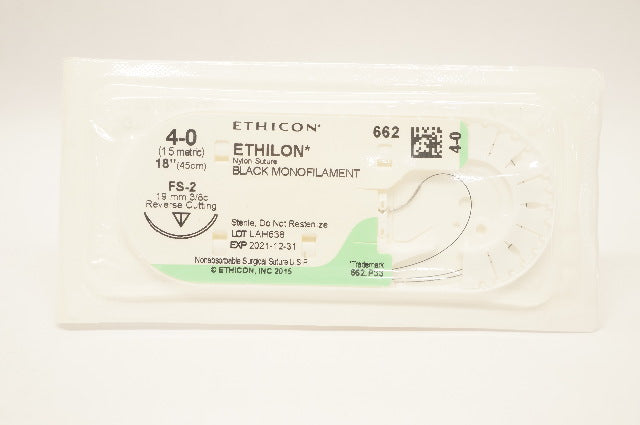 ETHICON*
4-0
(1.5 metric)
18" (45cm)
FS-2
19 mm 3/8c
Reverse Cutting
ETHILON*
Nylon Suture
BLACK MONOFILAMENT
662
4-0
Sterile, Do Not Resterilize
LOT LAH638
EXP 2021-12-31
Nonabsorbable Surgical Suture U.S.P.
© ETHICON, INC 2015
*Trademark
662.P33